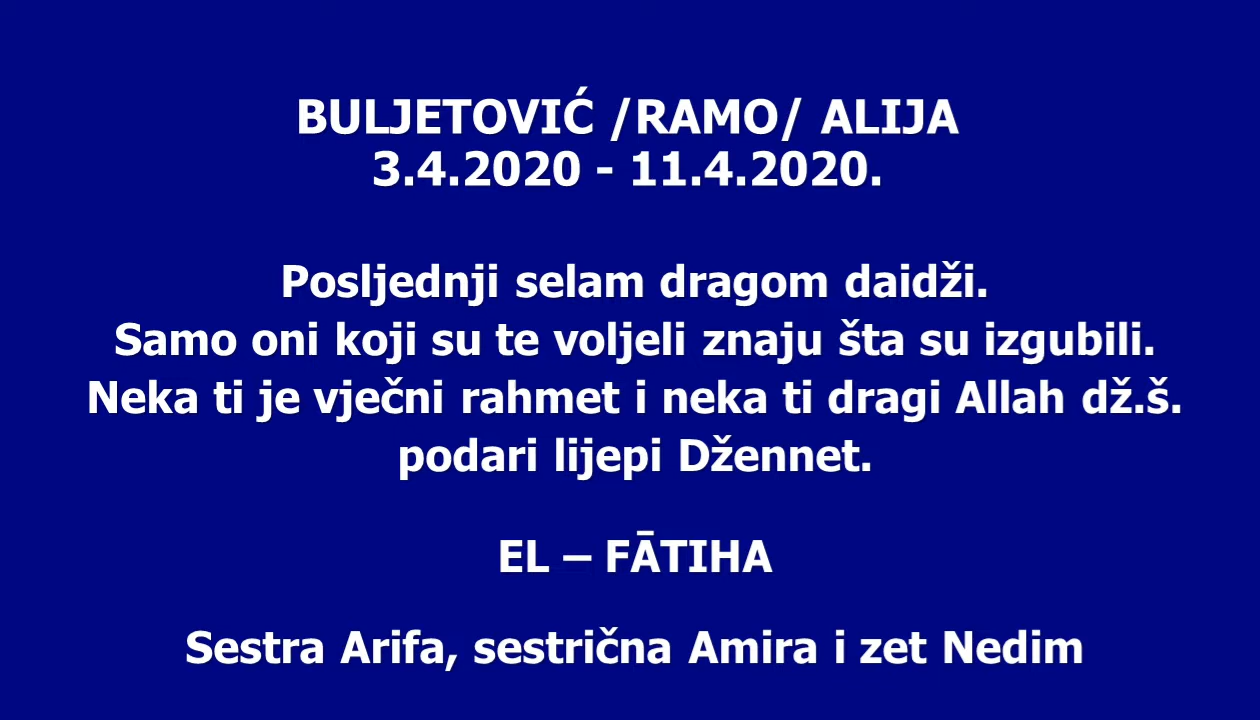 BULJETOVIĆ /RAMO/ ALIJA
3.4.2020 - 11.4.2020.
Posljednji selam dragom daidži.
Samo oni koji su te voljeli znaju šta su izgubili.
Neka ti je vječni rahmet i neka ti dragi Allah dž.š.
podari lijepi Džennet.
EL – FĀTIHA
Sestra Arifa, sestrična Amira i zet Nedim